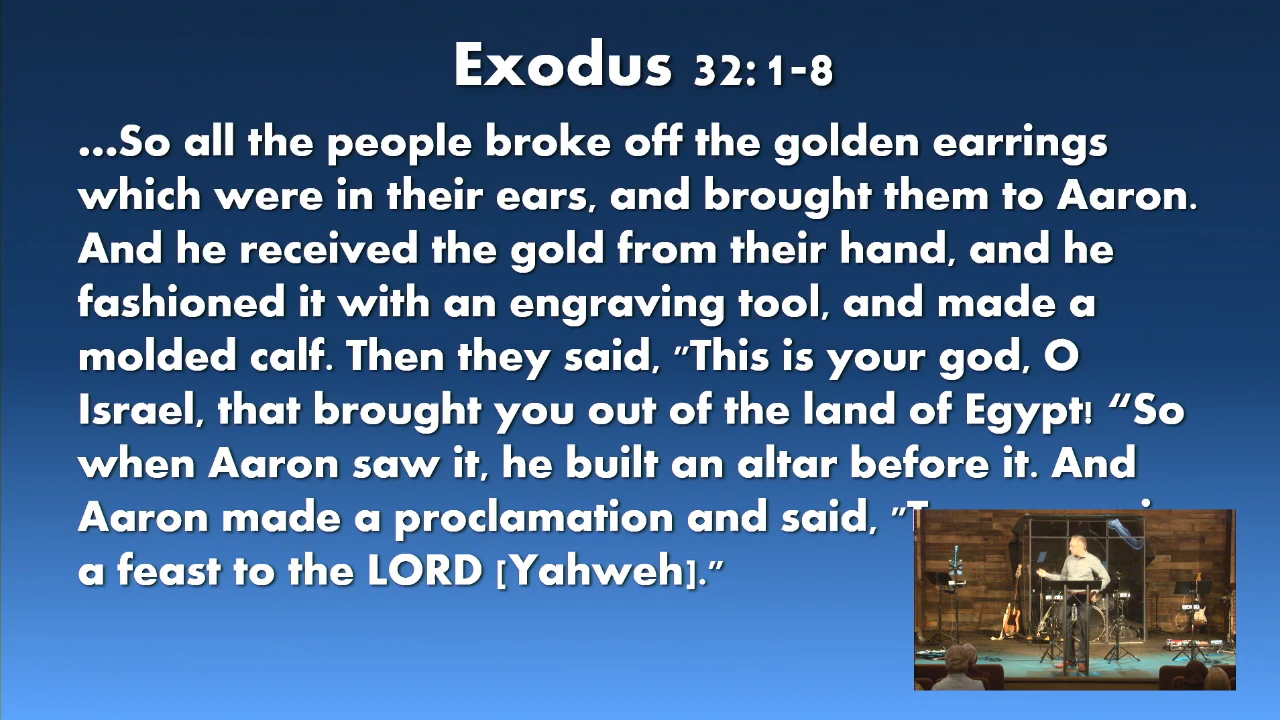 Exodus 32: 1-8
...So all the people broke off the golden earrings
which were in their ears, and brought them to Aaron.
And he received the gold from their hand, and he
fashioned it with an engraving tool, and made a
molded calf. Then they said, "This is your god, O
Israel, that brought you out of the land of Egypt! “So
when Aaron saw it, he built an altar before it. And
Aaron made a proclamation and said,
a feast to the LORD [Yahweh]."